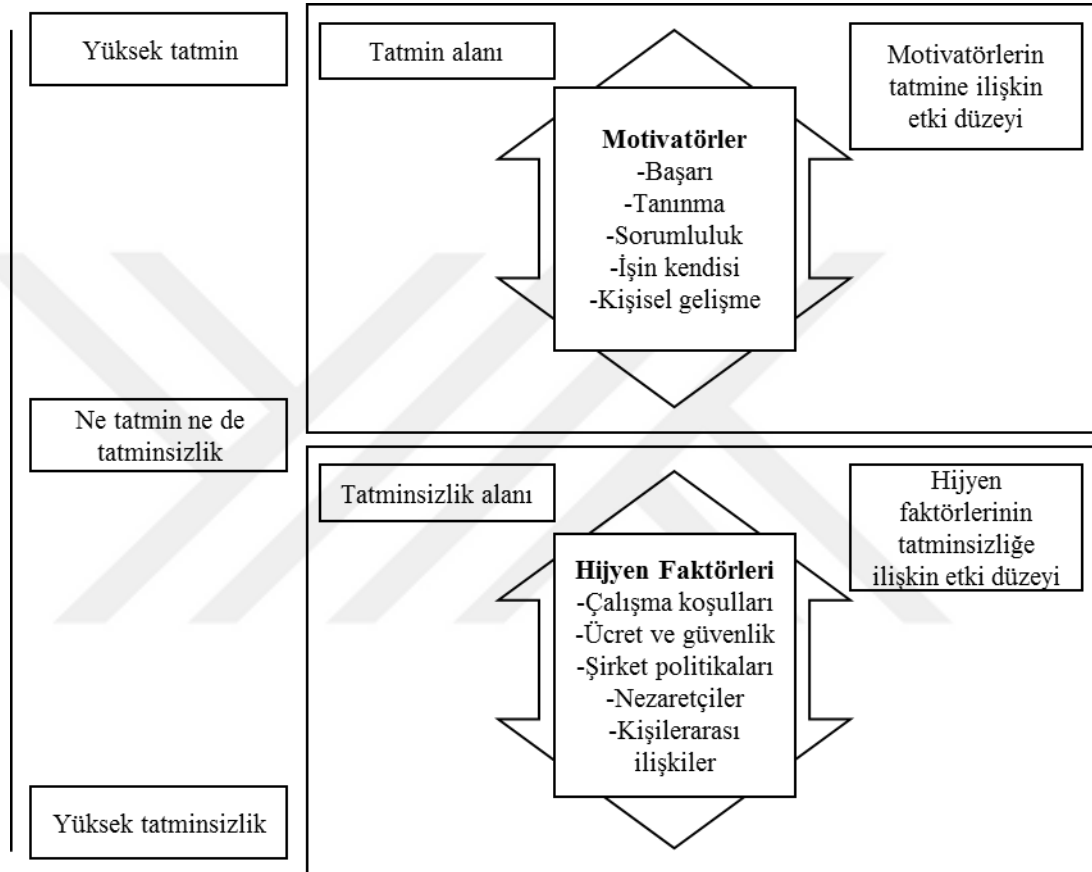 Yüksek tatmin
Tatmin alanı
Motivatörlerin
tatmine ilişkin
etki düzeyi
Motivatörler
-Başarı
-Tanınma
-Sorumluluk
-İşin kendisi
-Kişisel gelişme
Ne tatmin ne de
tatminsizlik
Tatminsizlik alanı
Hijyen
faktörlerinin
tatminsizliğe
ilişkin etki düzeyi
Hijyen Faktörleri
-Çalışma koşulları
-Ücret ve güvenlik
-Şirket politikaları
-Nezaretçiler
-Kişilerarası
ilişkiler
Yüksek tatminsizlik